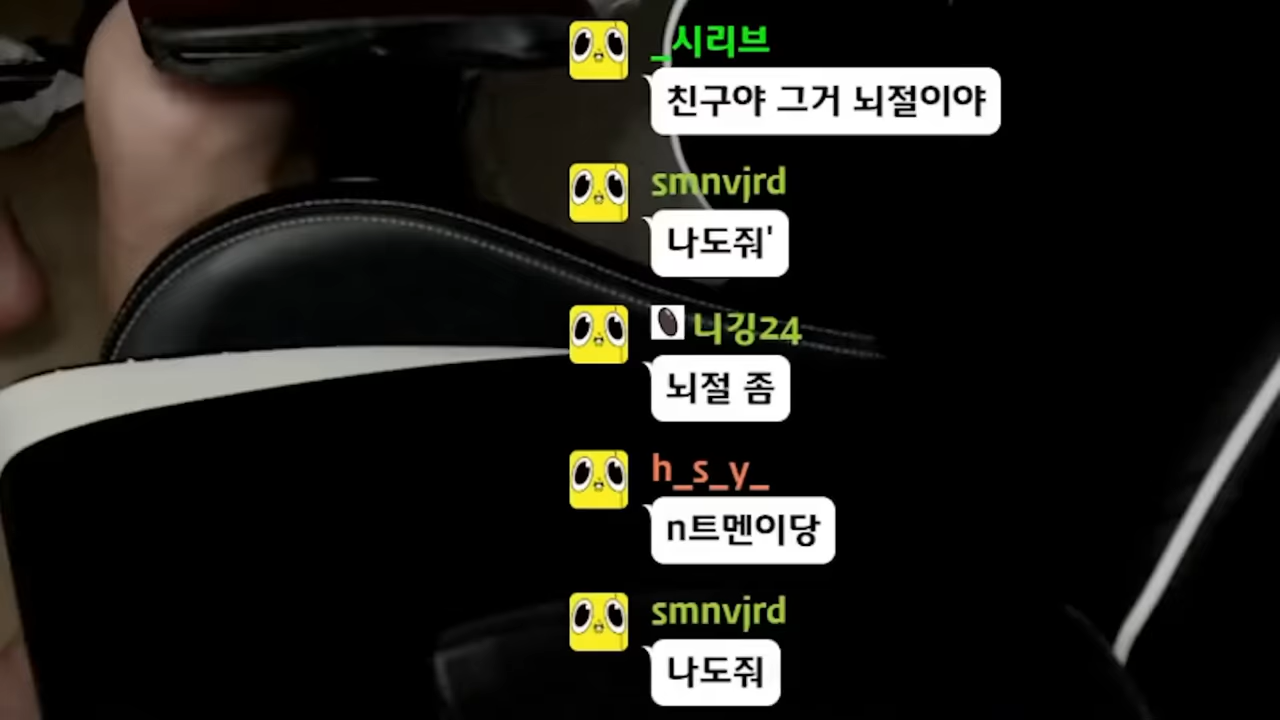 _시리브
친구야 그거 뇌절이야
smnvjrd
나도줘'
니깅24
뇌절 좀
h_s_y_
n트멘이당
smnvjrd
나도줘